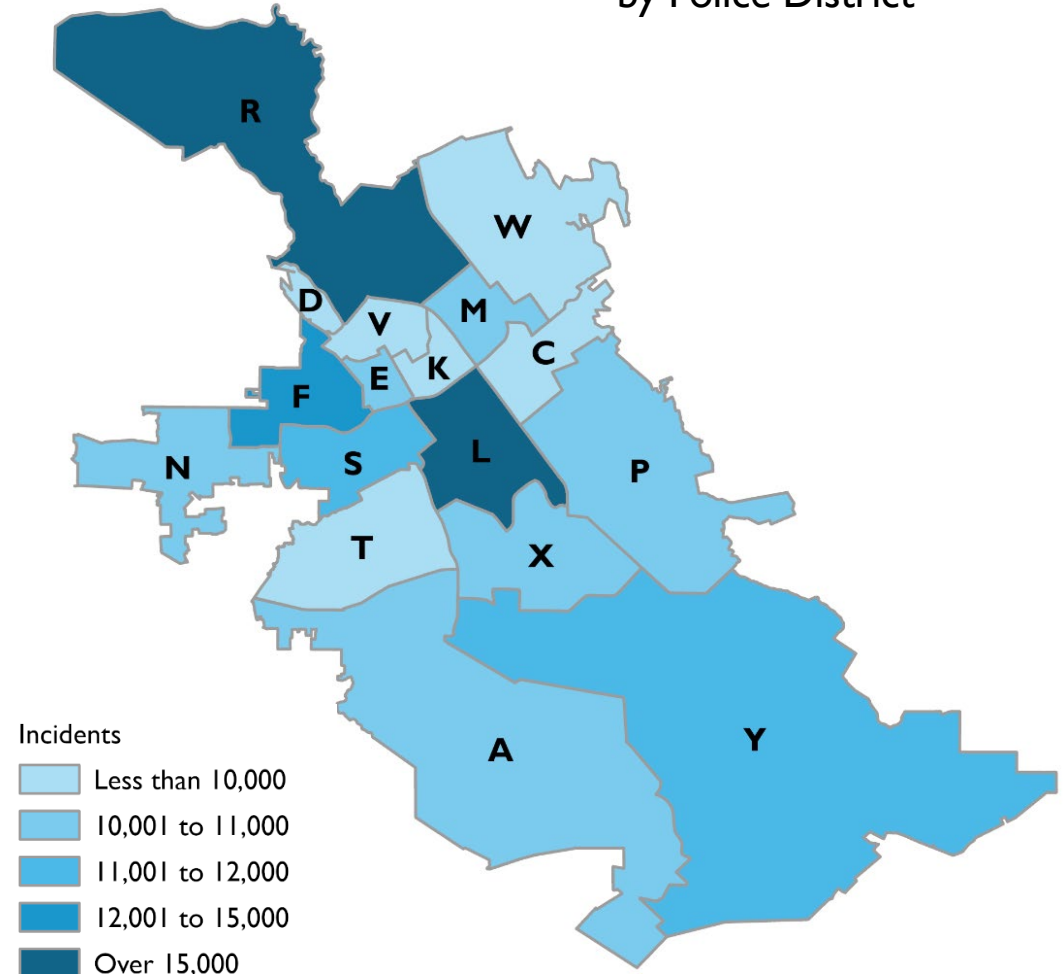 by Police District
R
W
D
M
V
C
K
E
F
L
S
N
P
T
X
Y
A
Incidents
Less than 10,000
10,001 to 11,000
11,001 to 12,000
12,001 to 15,000
Over 15,000